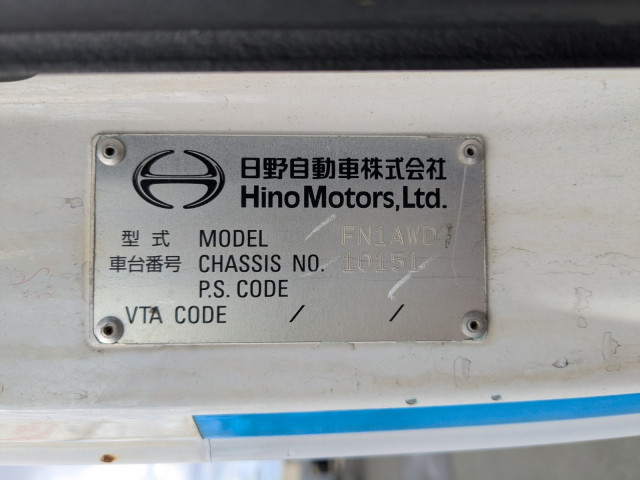 日野自動車株式会社
Hino Motors, Ltd.
型式 MODEL FN1AWD4
車台番号 CHASSIS NO. 10151
P.S. CODE
VTA CODE / /